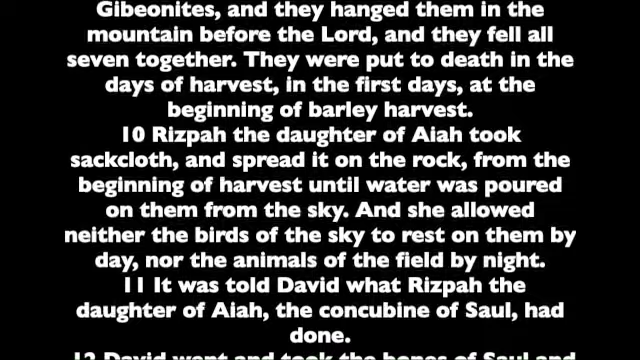 Gibeonites, and they hanged them in the
mountain before the Lord, and they fell all
seven together. They were put to death in the
days of harvest, in the first days, at the
beginning of barley harvest.
10 Rizpah the daughter of Aiah took
sackcloth, and spread it on the rock, from the
beginning of harvest until water was poured
on them from the sky. And she allowed
neither the birds of the sky to rest on them by
day, nor the animals of the field by night.
11 It was told David what Rizpah the
daughter of Aiah, the concubine of Saul, had
done.
12 David went and took the bones of Saul and